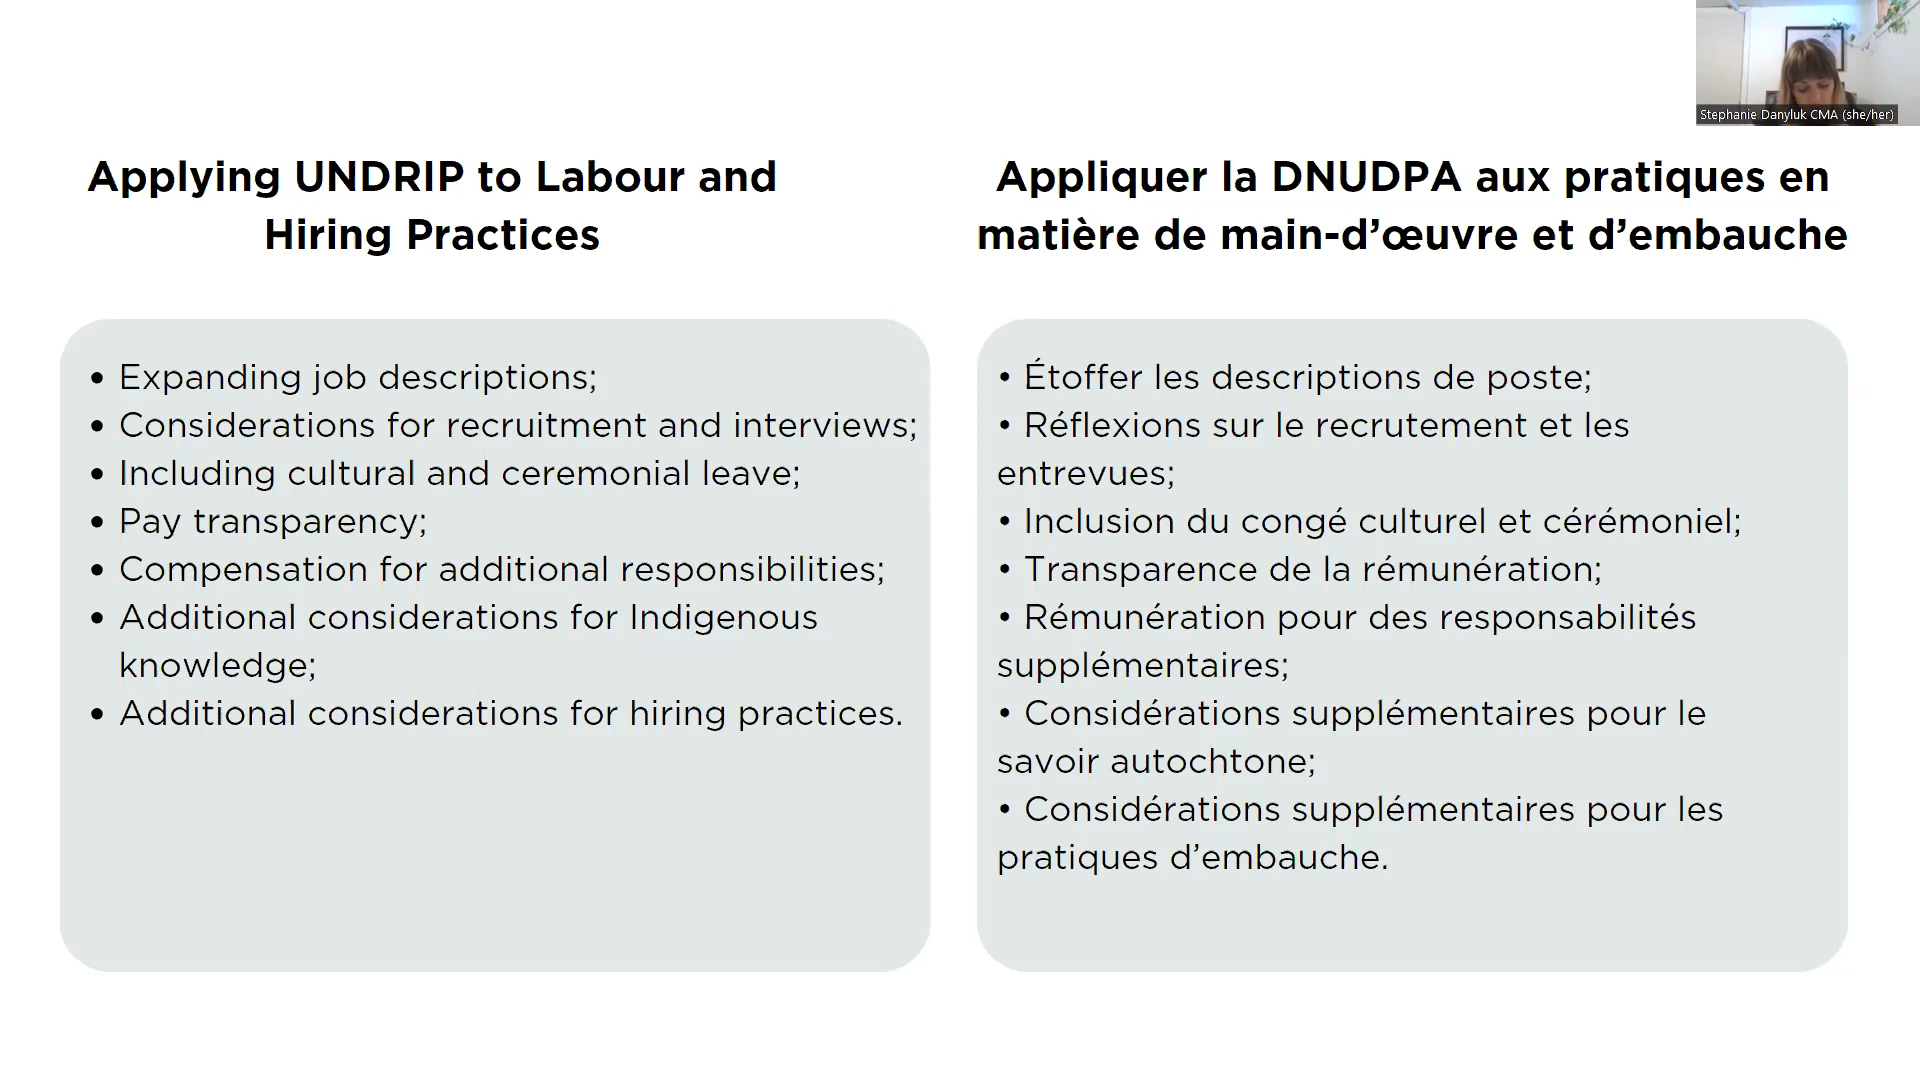 Stephanie Danyluk CMA (she/her)
Applying UNDRIP to Labour and
Hiring Practices
• Expanding job descriptions;
• Considerations for recruitment and interviews;
• Including cultural and ceremonial leave;
• Pay transparency;
• Compensation for additional responsibilities;
• Additional considerations for Indigenous
knowledge;
• Additional considerations for hiring practices.
Appliquer la DNUDPA aux pratiques en
matière de main-d’œuvre et d’embauche
• Étoffer les descriptions de poste;
• Réflexions sur le recrutement et les
entrevues;
• Inclusion du congé culturel et cérémoniel;
• Transparence de la rémunération;
• Rémunération pour des responsabilités
supplémentaires;
• Considérations supplémentaires pour le
savoir autochtone;
• Considérations supplémentaires pour les
pratiques d’embauche.